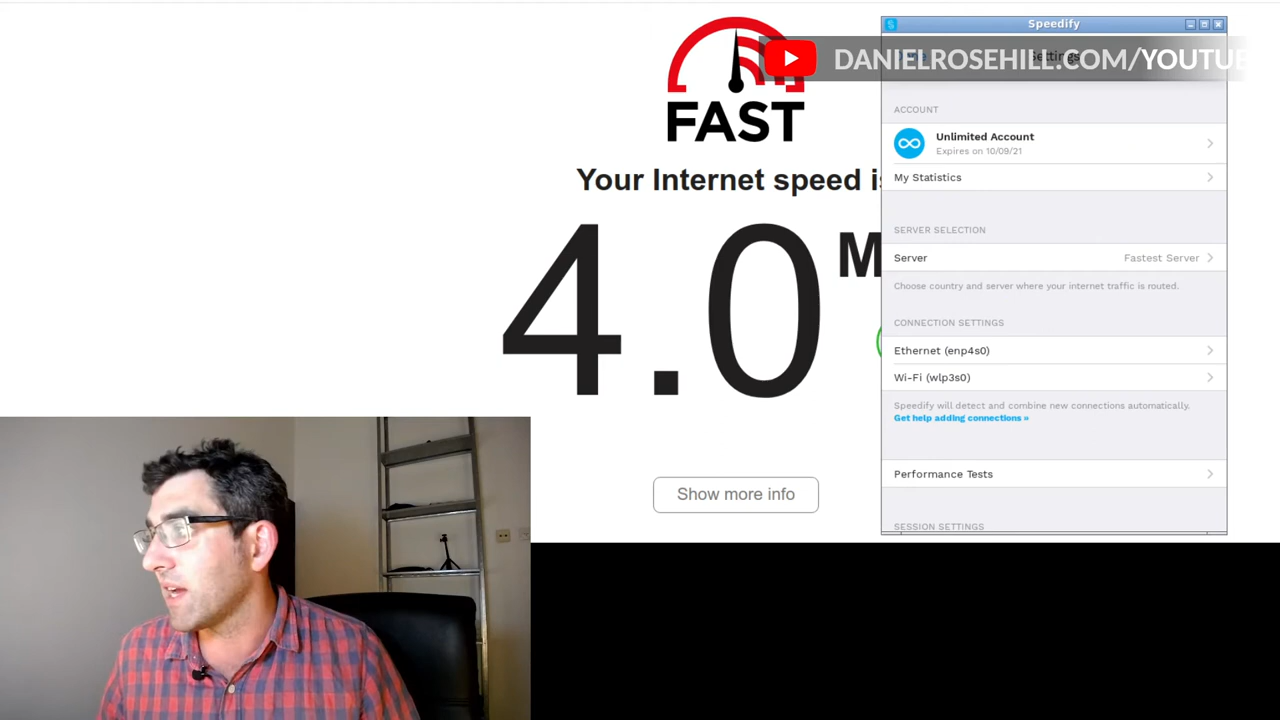 FAST
Your Internet speed is
4.0
M
Show more info
Speedify
DANIELROSEHILL.COM/YOUTUBE
Settings
ACCOUNT
Unlimited Account
Expires on 10/09/21
My Statistics
SERVER SELECTION
Server
Fastest Server
Choose country and server where your internet traffic is routed.
CONNECTION SETTINGS
Ethernet (enp4s0)
Wi-Fi (wlp3s0)
Speedify will detect and combine new connections automatically.
Get help adding connections »
Performance Tests
SESSION SETTINGS